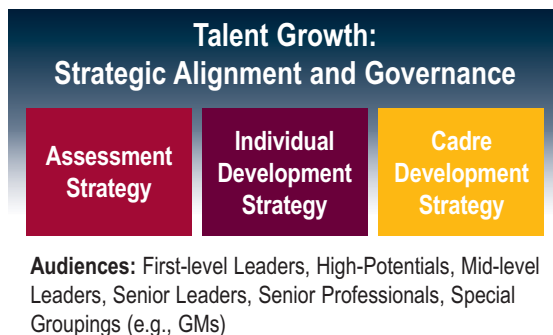 Talent Growth:
Strategic Alignment and Governance
Assessment
Strategy
Individual
Development
Strategy
Cadre
Development
Strategy
Audiences: First-level Leaders, High-Potentials, Mid-level
Leaders, Senior Leaders, Senior Professionals, Special
Groupings (e.g., GMs)